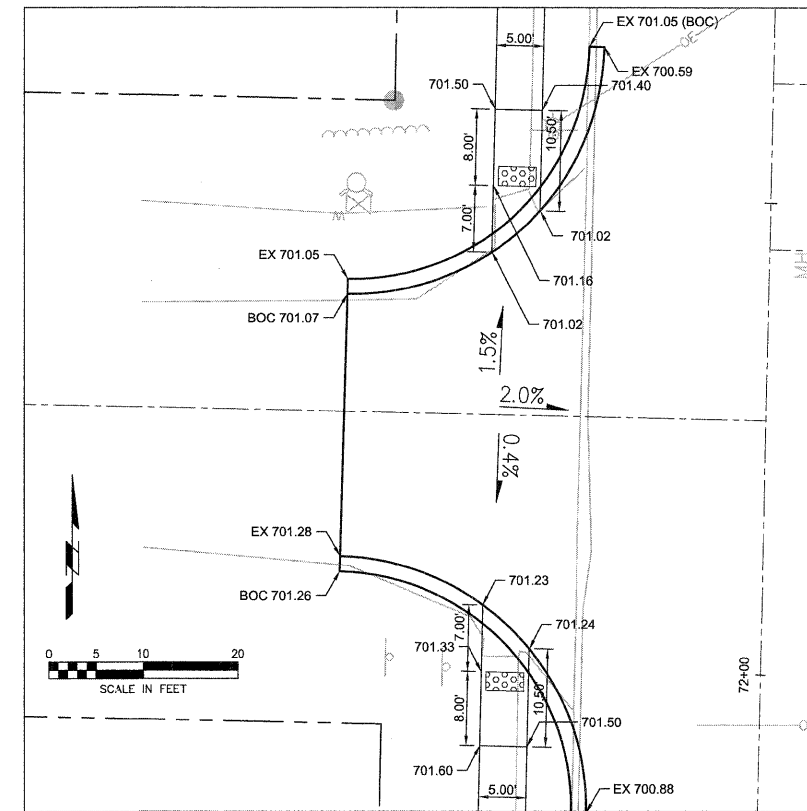 EX 701.05 (BOC)
5.00'
OE
EX 700.59
701.50
701.40
8.00'
10.50'
7.00'
701.02
M
EX 701.05
701.16
MH
BOC 701.07
701.02
1.5%
2.0%
0.4%
EX 701.28
701.23
BOC 701.26
701.24
7.00'
701.33
0 5 10 20
SCALE IN FEET
72+00
8.00'
10.50'
701.50
701.60
5.00'
EX 700.88